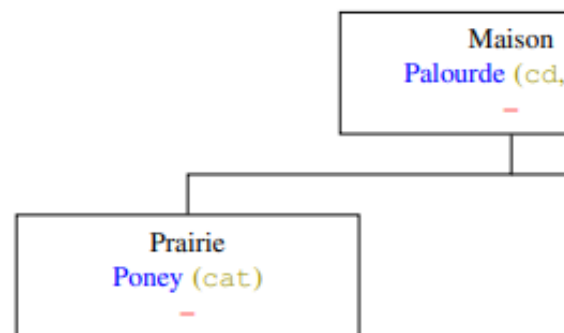 Maison
Palourde (cd,
–
Prairie
Poney (cat)
–